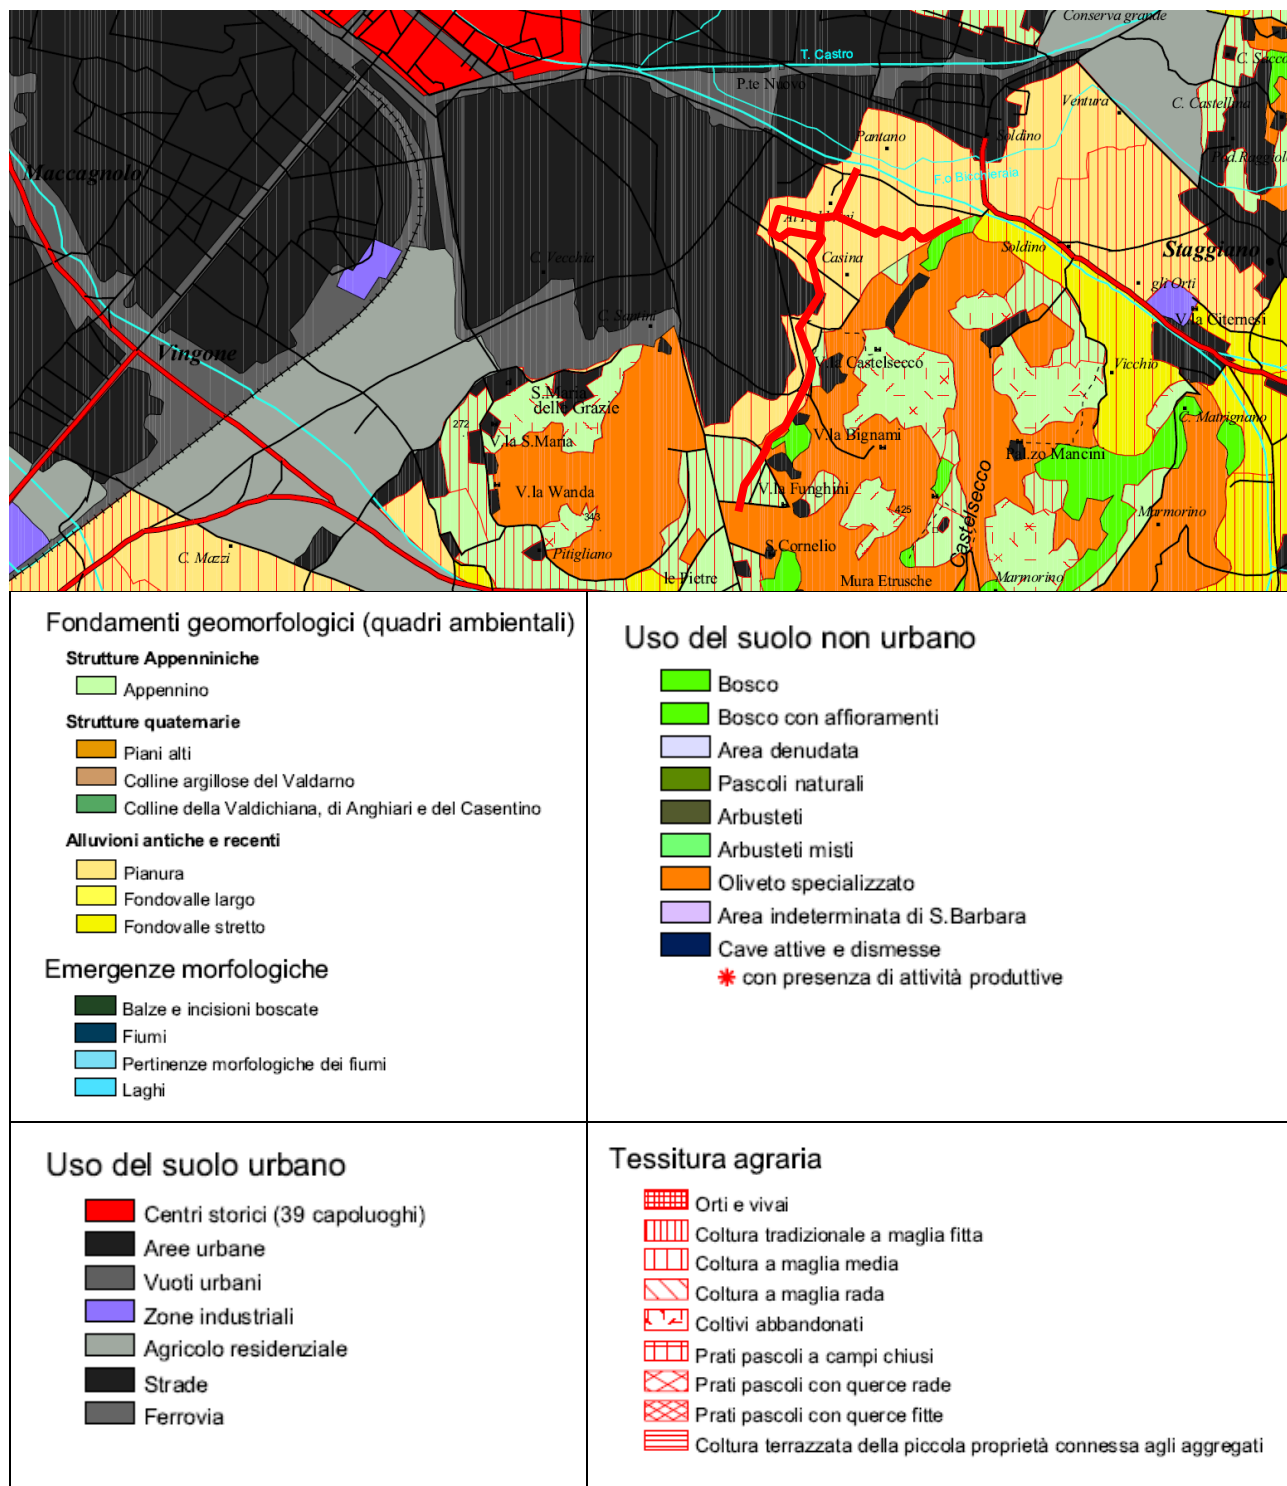 Conserva grande
T. Castro
C. Sacco
P.te Nuovo
Ventura
C. Castellina
Pantano
Soldino
Pod.Raggiolo
Maccagnolo
F.o Bicchieraia
Staggiano
Soldino
C. Vecchia
Casina
gli Orti
C. Santini
V.la Citernesi
Vingone
V.la Castelsecco
Vicchio
S.Maria
della Grazie
C. Matrignano
272
V.la S.Maria
V.la Bignami
Pal.zo Mancini
V.la Wanda
V.la Funghini
Castelsecco
343
425
Marmorino
C. Mazzi
Pitigliano
S.Cornelio
le Pietre
Mura Etrusche
Marmorino
Fondamenti geomorfologici (quadri ambientali)
Strutture Appenniniche
Appennino
Strutture quaternarie
Piani alti
Colline argillose del Valdarno
Colline della Valdichiana, di Anghiari e del Casentino
Alluvioni antiche e recenti
Pianura
Fondovalle largo
Fondovalle stretto
Emergenze morfologiche
Balze e incisioni boscate
Fiumi
Pertinenze morfologiche dei fiumi
Laghi
Uso del suolo non urbano
Bosco
Bosco con affioramenti
Area denudata
Pascoli naturali
Arbusteti
Arbusteti misti
Oliveto specializzato
Area indeterminata di S.Barbara
Cave attive e dismesse
con presenza di attività produttive
Uso del suolo urbano
Centri storici (39 capoluoghi)
Aree urbane
Vuoti urbani
Zone industriali
Agricolo residenziale
Strade
Ferrovia
Tessitura agraria
Orti e vivai
Coltura tradizionale a maglia fitta
Coltura a maglia media
Coltura a maglia rada
Coltivi abbandonati
Prati pascoli a campi chiusi
Prati pascoli con querce rade
Prati pascoli con querce fitte
Coltura terrazzata della piccola proprietà connessa agli aggregati